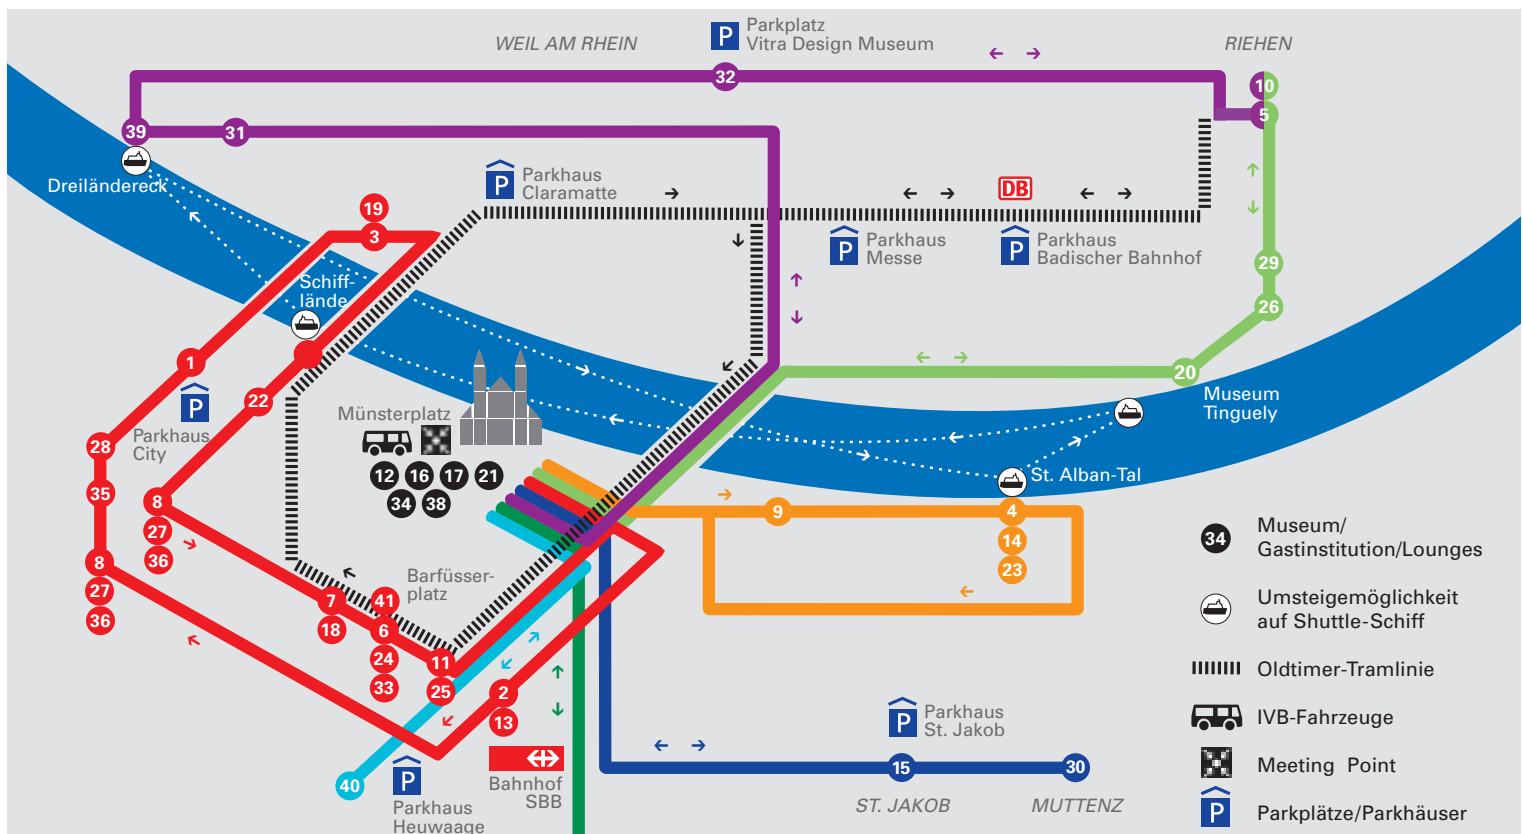 WEIL AM RHEIN
P
Parkplatz
Vitra Design Museum
RIEHEN
32
10
5
39
31
Dreiländereck
P
Parkhaus
Claramatte
DB
19
3
P
Parkhaus
Messe
P
Parkhaus
Badischer Bahnhof
29
26
Schiff-
lände
1
P
Parkhaus
City
22
28
35
8
27
36
8
27
36
Münsterplatz
12
16
17
21
34
38
20
Museum
Tinguely
St. Alban-Tal
9
4
14
23
Barfüsser-
platz
7
18
41
6
24
33
11
25
2
13
40
P
Parkhaus
Heuwaage
Bahnhof
SBB
P
Parkhaus
St. Jakob
15
30
ST. JAKOB
MUTTENZ
34
Museum/
Gastinstitution/Lounges
Umsteigemöglichkeit
auf Shuttle-Schiff
Oldtimer-Tramlinie
IVB-Fahrzeuge
Meeting Point
P
Parkplätze/Parkhäuser